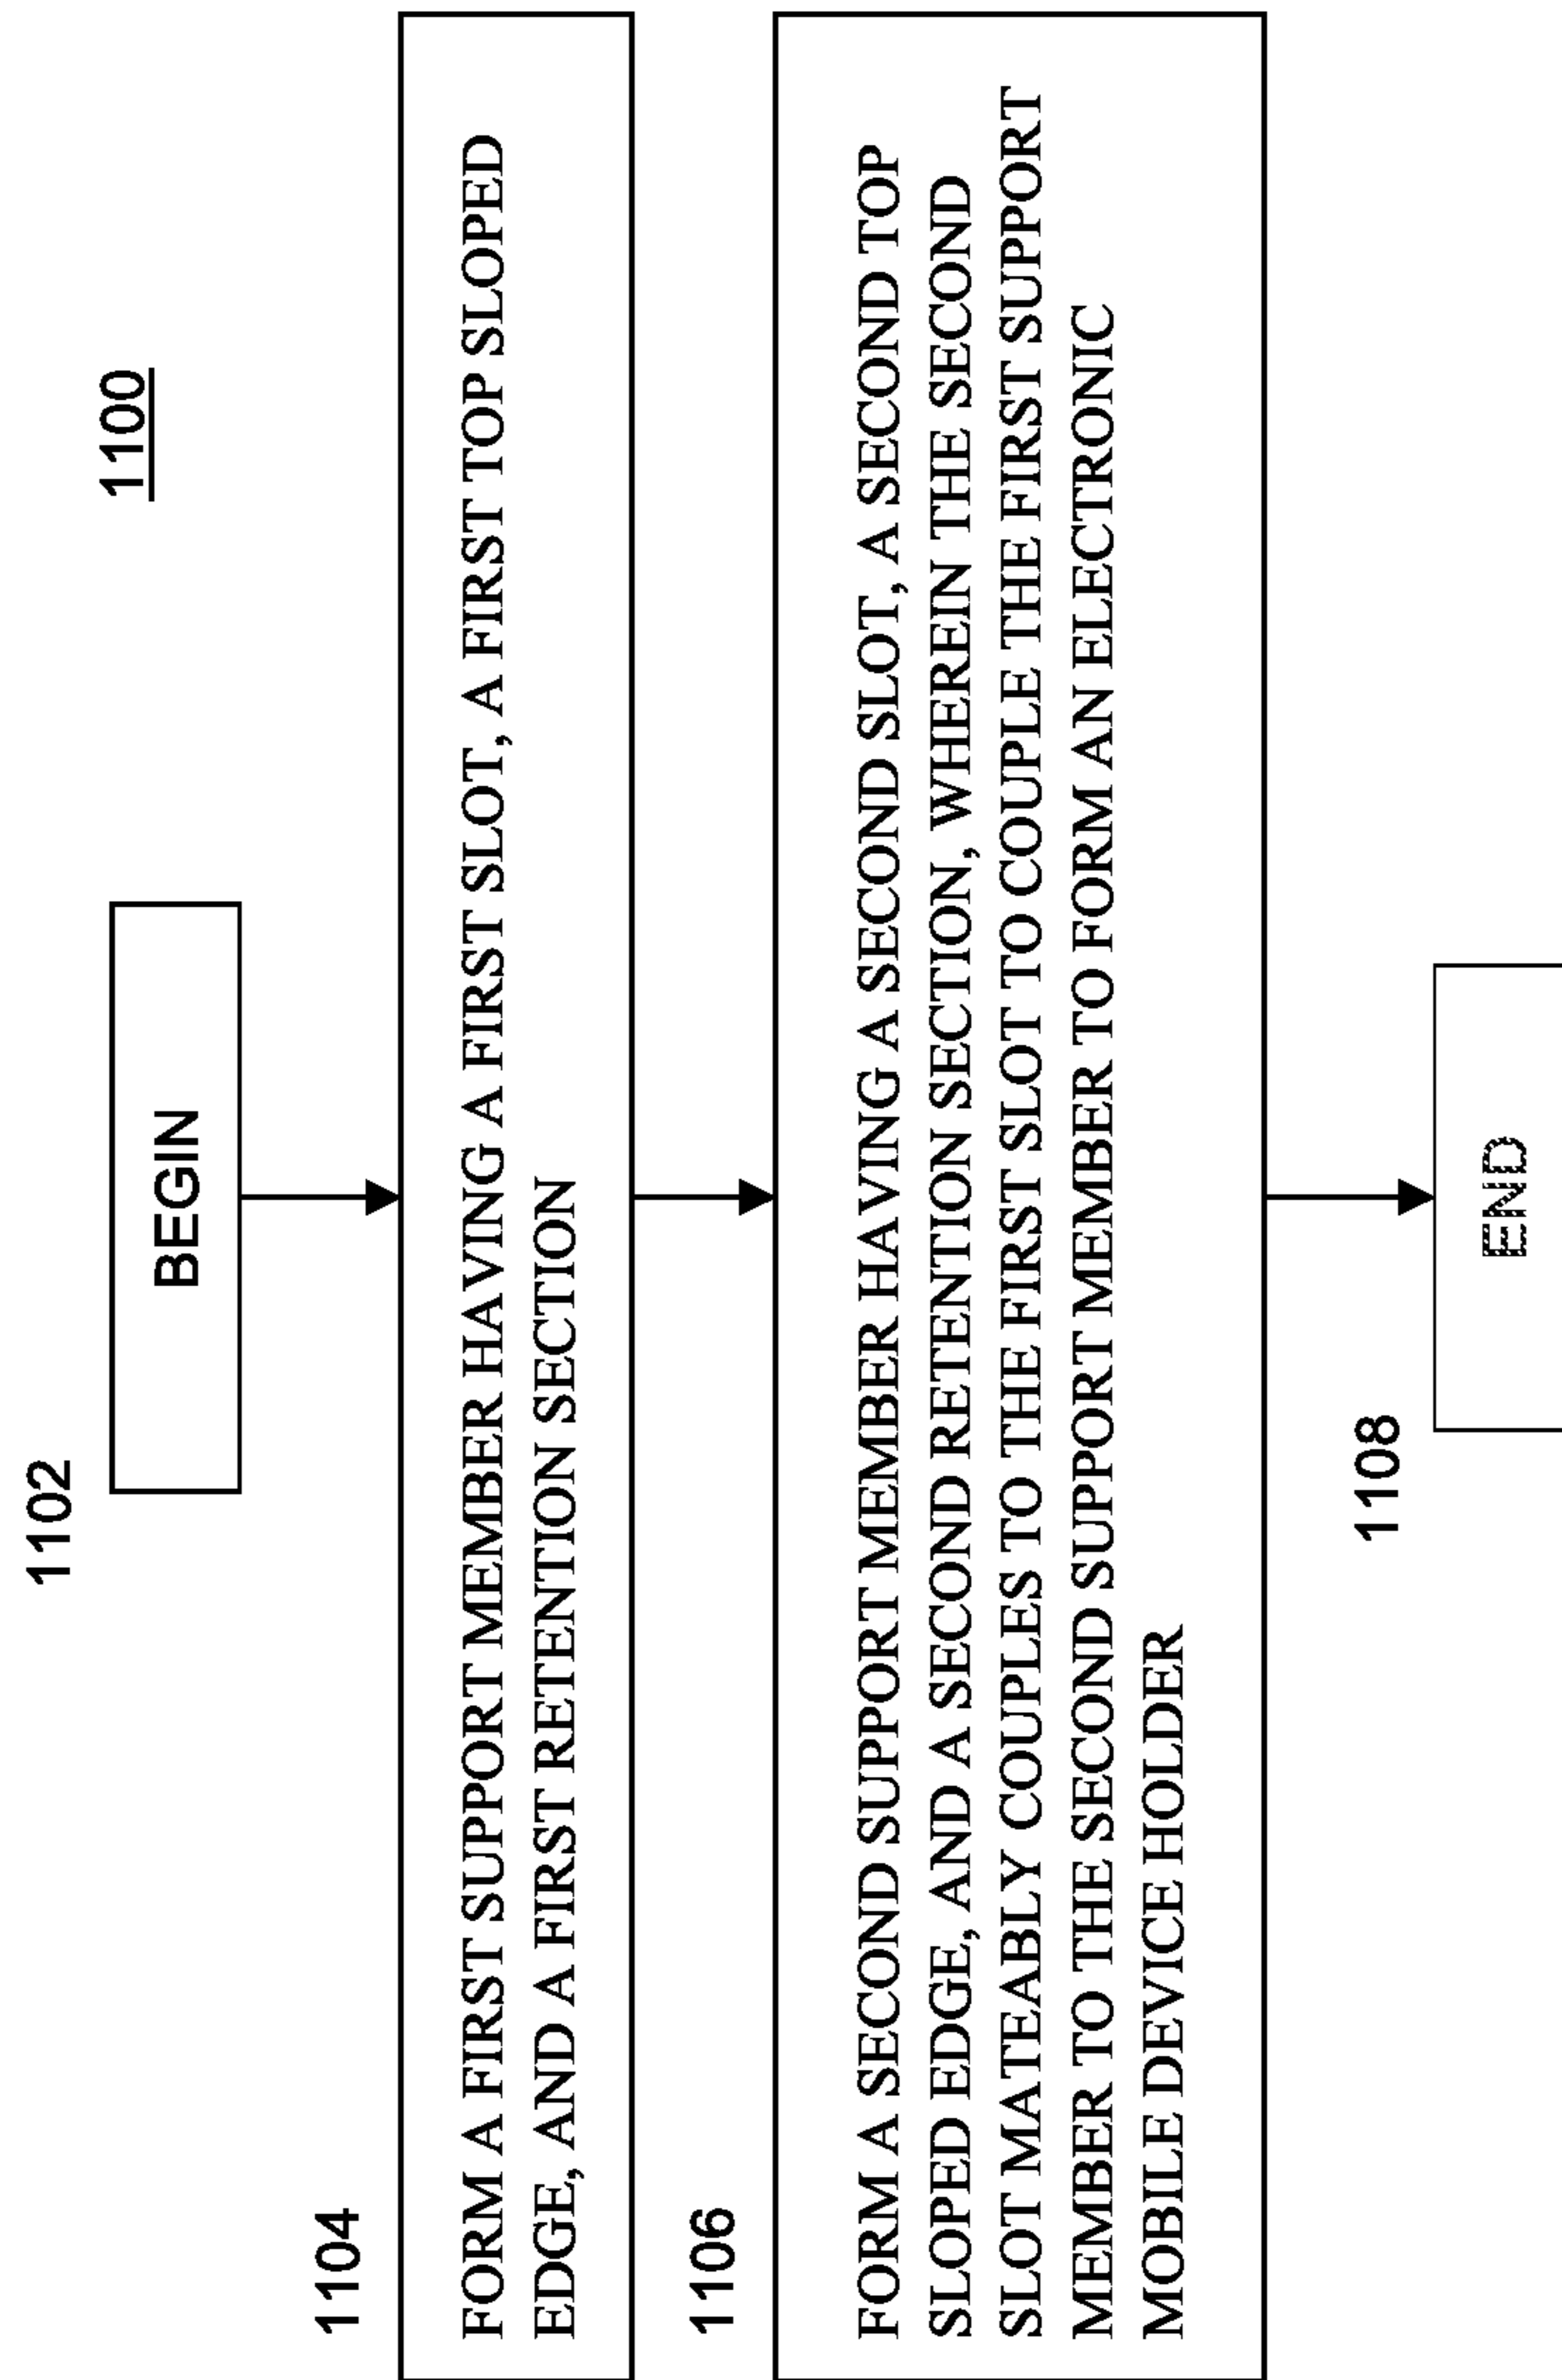 1100
1102
BEGIN
1104
FORM A FIRST SUPPORT MEMBER HAVING A FIRST SLOT, A FIRST TOP SLOPED
EDGE, AND A FIRST RETENTION SECTION
1106
FORM A SECOND SUPPORT MEMBER HAVING A SECOND SLOT, A SECOND TOP
SLOPED EDGE, AND A SECOND RETENTION SECTION, WHEREIN THE SECOND
SLOT MATEABLY COUPLES TO THE FIRST SLOT TO COUPLE THE FIRST SUPPORT
MEMBER TO THE SECOND SUPPORT MEMBER TO FORM AN ELECTRONIC
MOBILE DEVICE HOLDER
1108
END